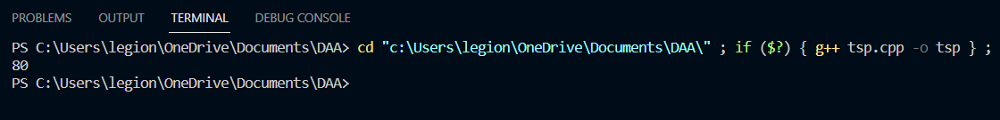 PROBLEMS OUTPUT TERMINAL DEBUG CONSOLE
PS C:\Users\legion\OneDrive\Documents\DAA> cd "c:\Users\legion\OneDrive\Documents\DAA\" ; if ($?) { g++ tsp.cpp -o tsp } ;
80
PS C:\Users\legion\OneDrive\Documents\DAA>